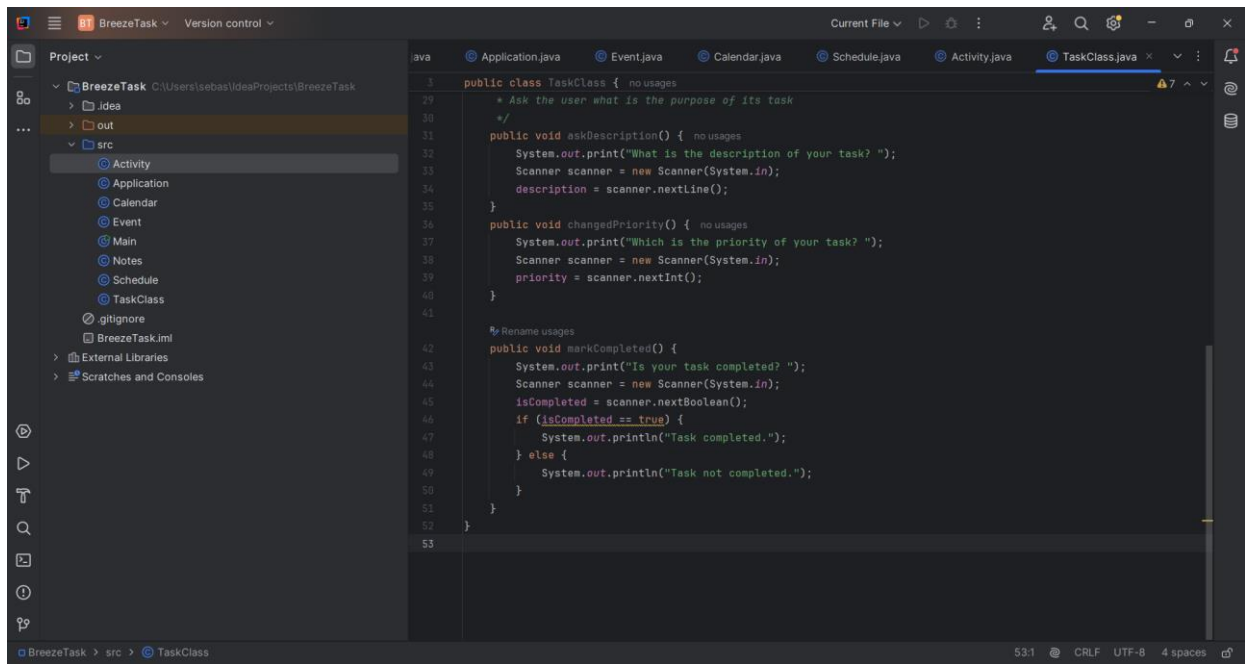 BT BreezeTask Version control Current File
Project
java Application.java Event.java Calendar.java Schedule.java Activity.java TaskClass.java
BreezeTask C:\Users\sebas\IdeaProjects\BreezeTask
.idea
out
src
Activity
Application
Calendar
Event
Main
Notes
Schedule
TaskClass
.gitignore
BreezeTask.iml
External Libraries
Scratches and Consoles
3 public class TaskClass { no usages
7
29 * Ask the user what is the purpose of its task
30 */
31 public void askDescription() { no usages
32 System.out.print("What is the description of your task? ");
33 Scanner scanner = new Scanner(System.in);
34 description = scanner.nextLine();
35 }
36 public void changedPriority() { no usages
37 System.out.print("Which is the priority of your task? ");
38 Scanner scanner = new Scanner(System.in);
39 priority = scanner.nextInt();
40 }
41
Rename usages
42 public void markCompleted() {
43 System.out.print("Is your task completed? ");
44 Scanner scanner = new Scanner(System.in);
45 isCompleted = scanner.nextBoolean();
46 if (isCompleted == true) {
47 System.out.println("Task completed.");
48 } else {
49 System.out.println("Task not completed.");
50 }
51 }
52 }
53
BreezeTask > src > TaskClass 53:1 CRLF UTF-8 4 spaces